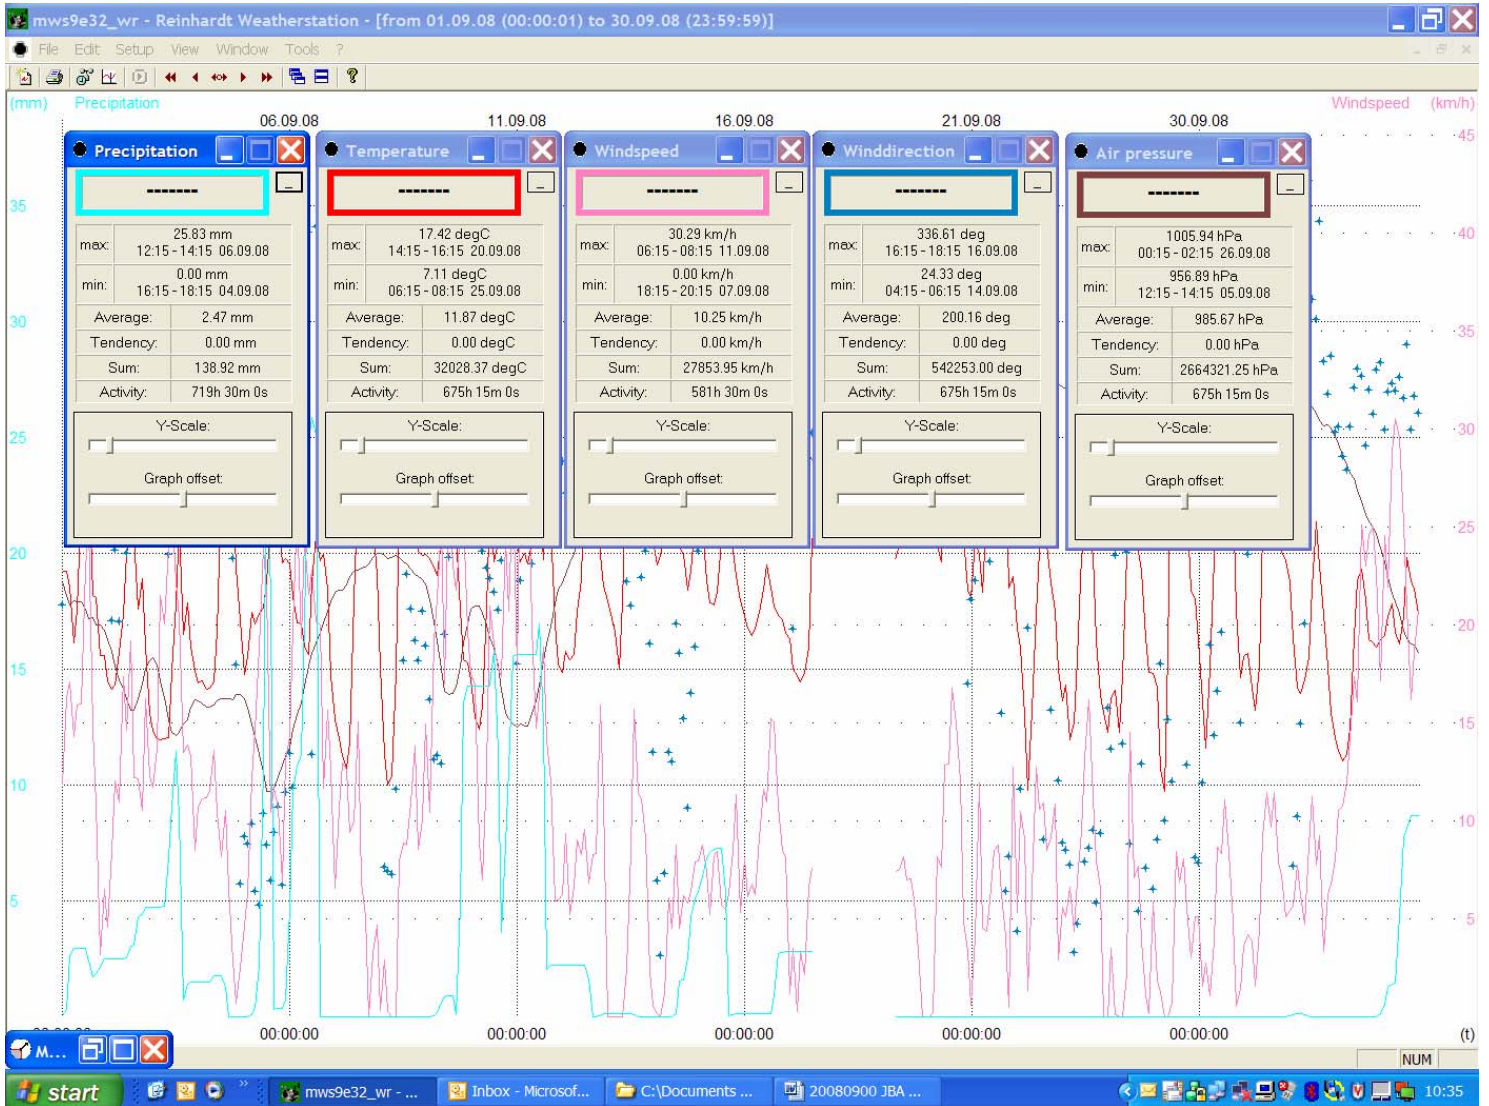 mws9e32_wr - Reinhardt Weatherstation - [from 01.09.08 (00:00:01) to 30.09.08 (23:59:59)]
File Edit Setup View Window Tools ?
(mm) Precipitation Windspeed (km/h)
06.09.08 11.09.08 16.09.08 21.09.08 30.09.08
Precipitation
-------
max: 25.83 mm
12:15 - 14:15 06.09.08
min: 0.00 mm
16:15 - 18:15 04.09.08
Average: 2.47 mm
Tendency: 0.00 mm
Sum: 138.92 mm
Activity: 719h 30m 0s
Y-Scale:
Graph offset:
Temperature
-------
max: 17.42 degC
14:15 - 16:15 20.09.08
min: 7.11 degC
06:15 - 08:15 25.09.08
Average: 11.87 degC
Tendency: 0.00 degC
Sum: 32028.37 degC
Activity: 675h 15m 0s
Y-Scale:
Graph offset:
Windspeed
-------
max: 30.29 km/h
06:15 - 08:15 11.09.08
min: 0.00 km/h
18:15 - 20:15 07.09.08
Average: 10.25 km/h
Tendency: 0.00 km/h
Sum: 27853.95 km/h
Activity: 581h 30m 0s
Y-Scale:
Graph offset:
Winddirection
-------
max: 336.61 deg
16:15 - 18:15 16.09.08
min: 24.33 deg
04:15 - 06:15 14.09.08
Average: 200.16 deg
Tendency: 0.00 deg
Sum: 542253.00 deg
Activity: 675h 15m 0s
Y-Scale:
Graph offset:
Air pressure
-------
max: 1005.94 hPa
00:15 - 02:15 26.09.08
min: 956.89 hPa
12:15 - 14:15 05.09.08
Average: 985.67 hPa
Tendency: 0.00 hPa
Sum: 2664321.25 hPa
Activity: 675h 15m 0s
Y-Scale:
Graph offset:
35
30
25
20
15
10
5
45
40
35
30
25
20
15
10
5
00:00:00 00:00:00 00:00:00 00:00:00 00:00:00 (t)
M...
NUM
start mws9e32_wr - ... Inbox - Microsof... C:\Documents ... 20080900 JBA ... 10:35